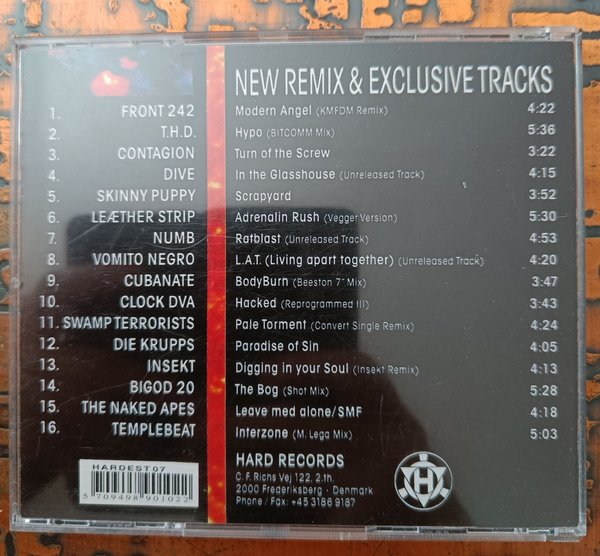 NEW REMIX & EXCLUSIVE TRACKS
1. FRONT 242 Modern Angel (KMFDM Remix) 4:22
2. T.H.D. Hypo (BITCOMM Mix) 5:36
3. CONTAGION Turn of the Screw 3:22
4. DIVE In the Glasshouse (Unreleased Track) 4:15
5. SKINNY PUPPY Scrapyard 3:52
6. LEÆTHER STRIP Adrenalin Rush (Vegger Version) 5:30
7. NUMB Ratblast (Unreleased Track) 4:53
8. VOMITO NEGRO L.A.T. (Living apart together) (Unreleased Track) 4:20
9. CUBANATE BodyBurn (Beeston 7" Mix) 3:47
10. CLOCK DVA Hacked (Reprogrammed III) 3:43
11. SWAMP TERRORISTS Pale Torment (Convert Single Remix) 4:24
12. DIE KRUPPS Paradise of Sin 4:05
13. INSEKT Digging in your Soul (Insekt Remix) 4:13
14. BIGOD 20 The Bog (Shot Mix) 5:28
15. THE NAKED APES Leave med alone/SMF 4:18
16. TEMPLEBEAT Interzone (M. Lega Mix) 5:03
HARDEST07
5 709498 901022
HARD RECORDS
C. F. Richs Vej 122, 2.th.
2000 Frederiksberg - Denmark
Phone / Fax: +45 3186 9187
H